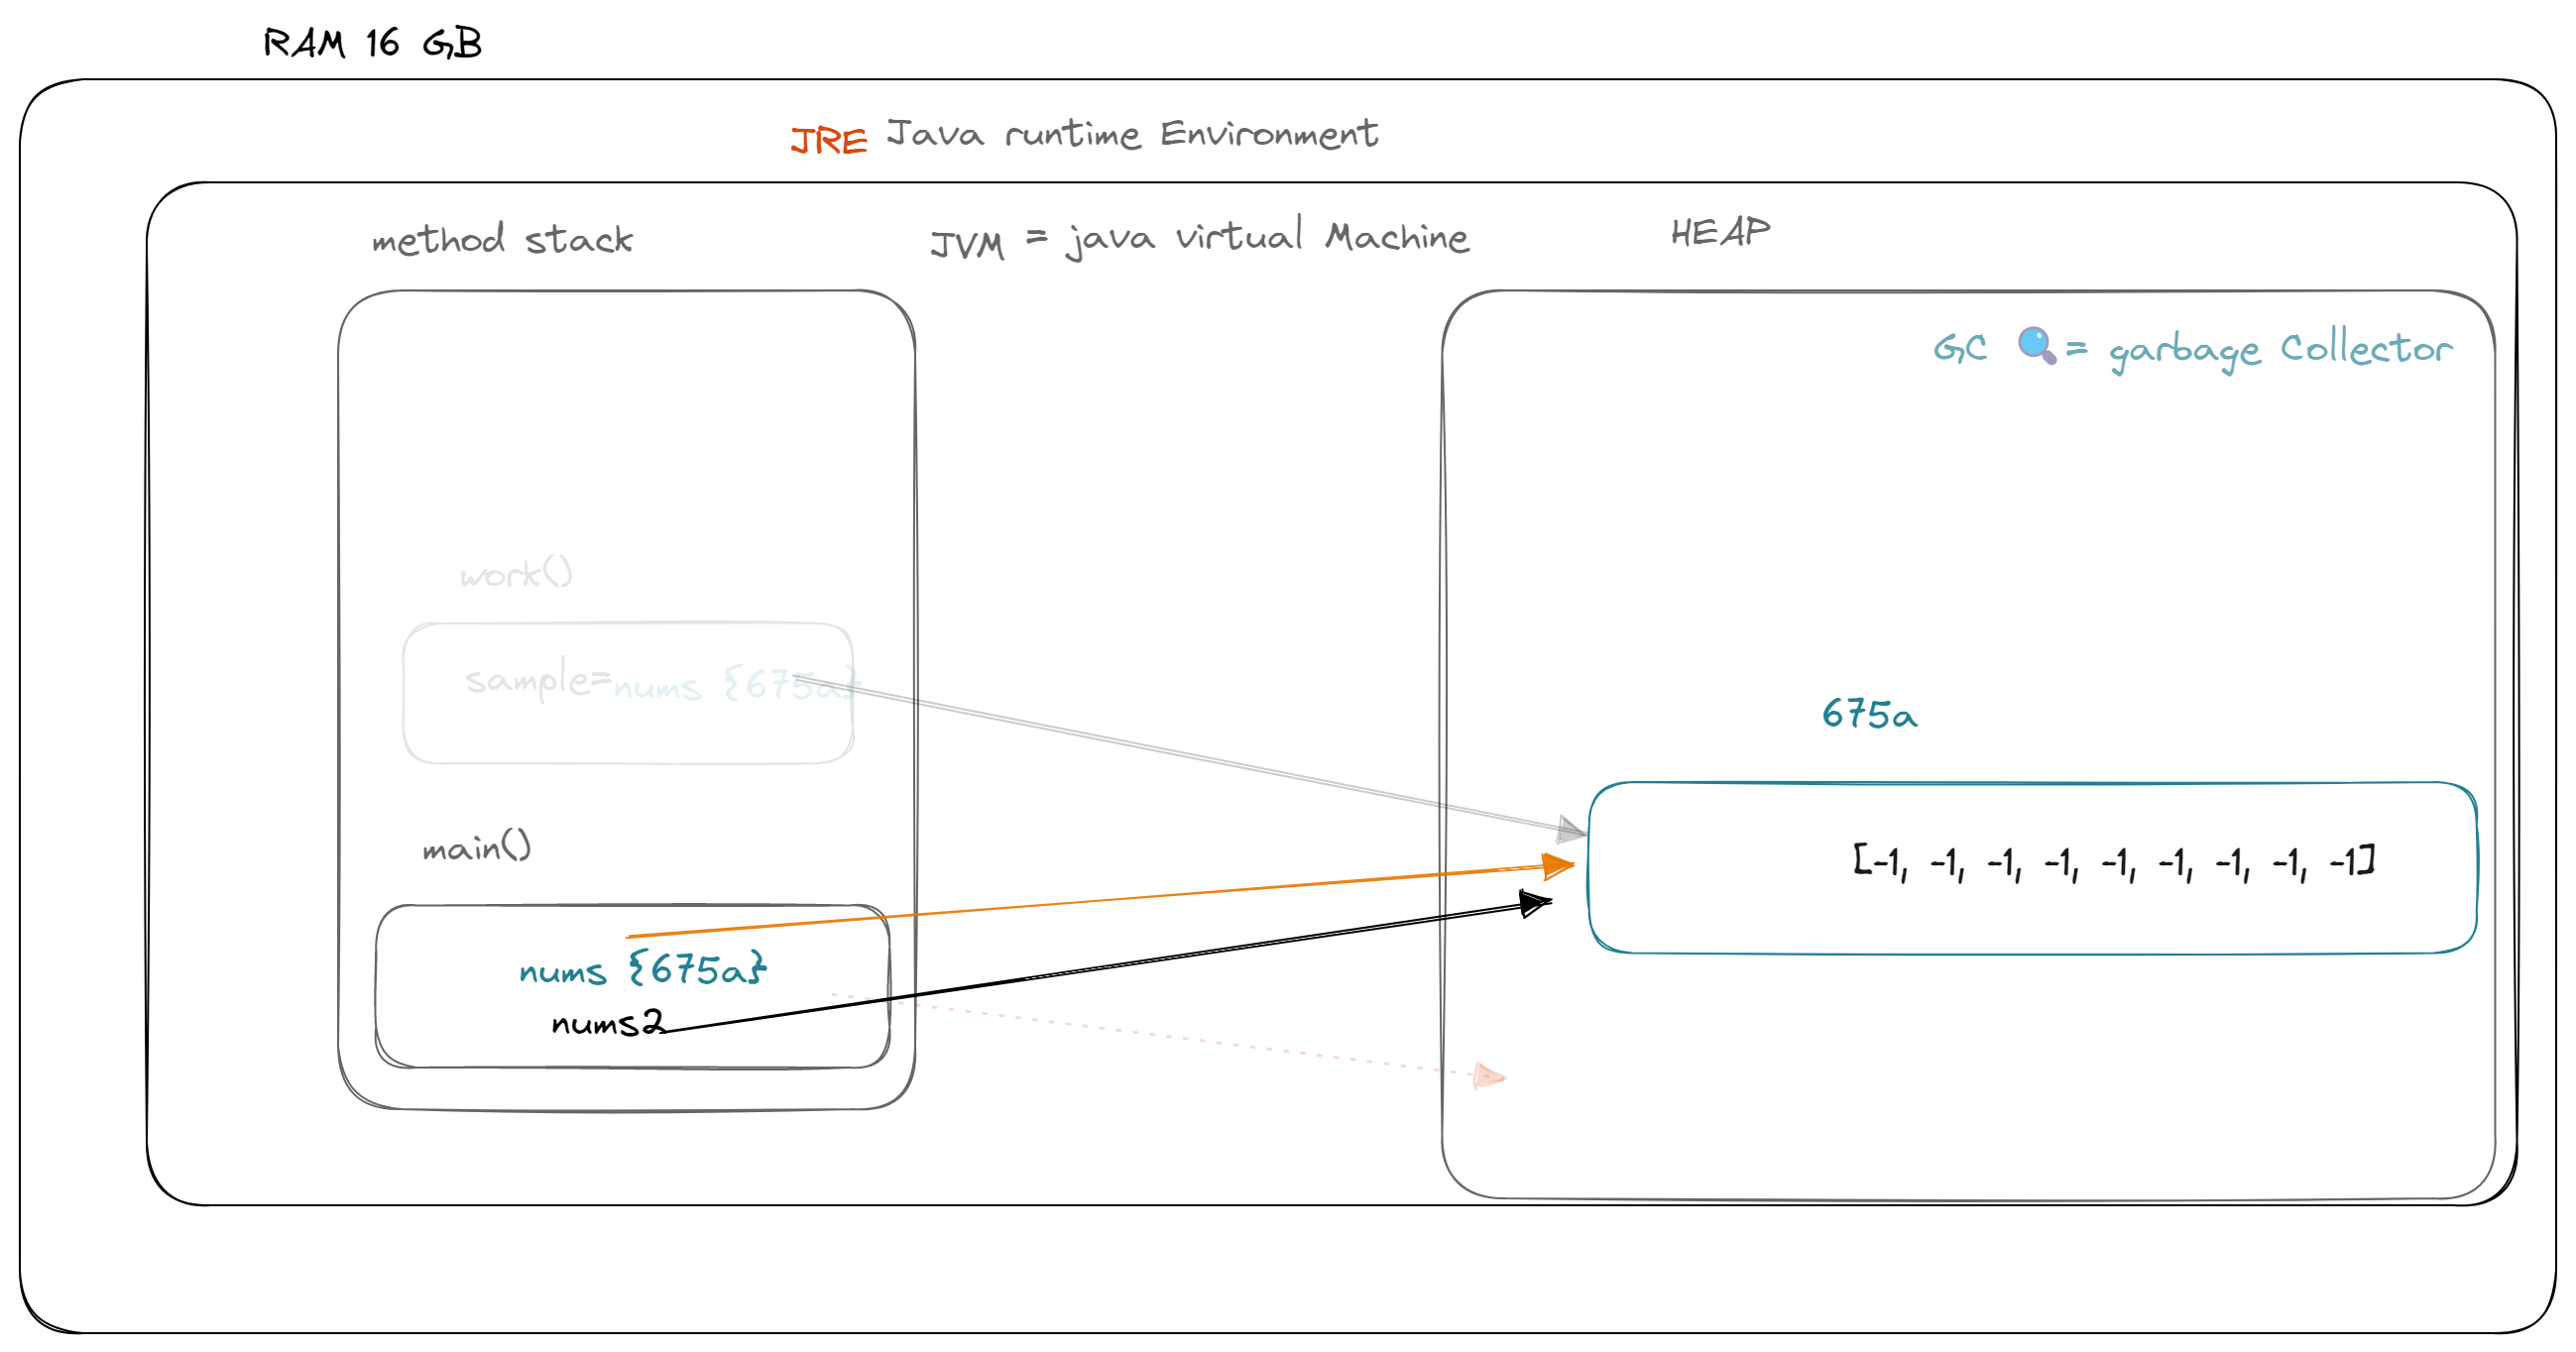 RAM 16 GB
JRE Java runtime Environment
method stack
JVM = java virtual Machine
HEAP
GC 🔍= garbage Collector
work()
sample=nums {675a}
675a
main()
[-1, -1, -1, -1, -1, -1, -1, -1, -1]
nums {675a}
nums2